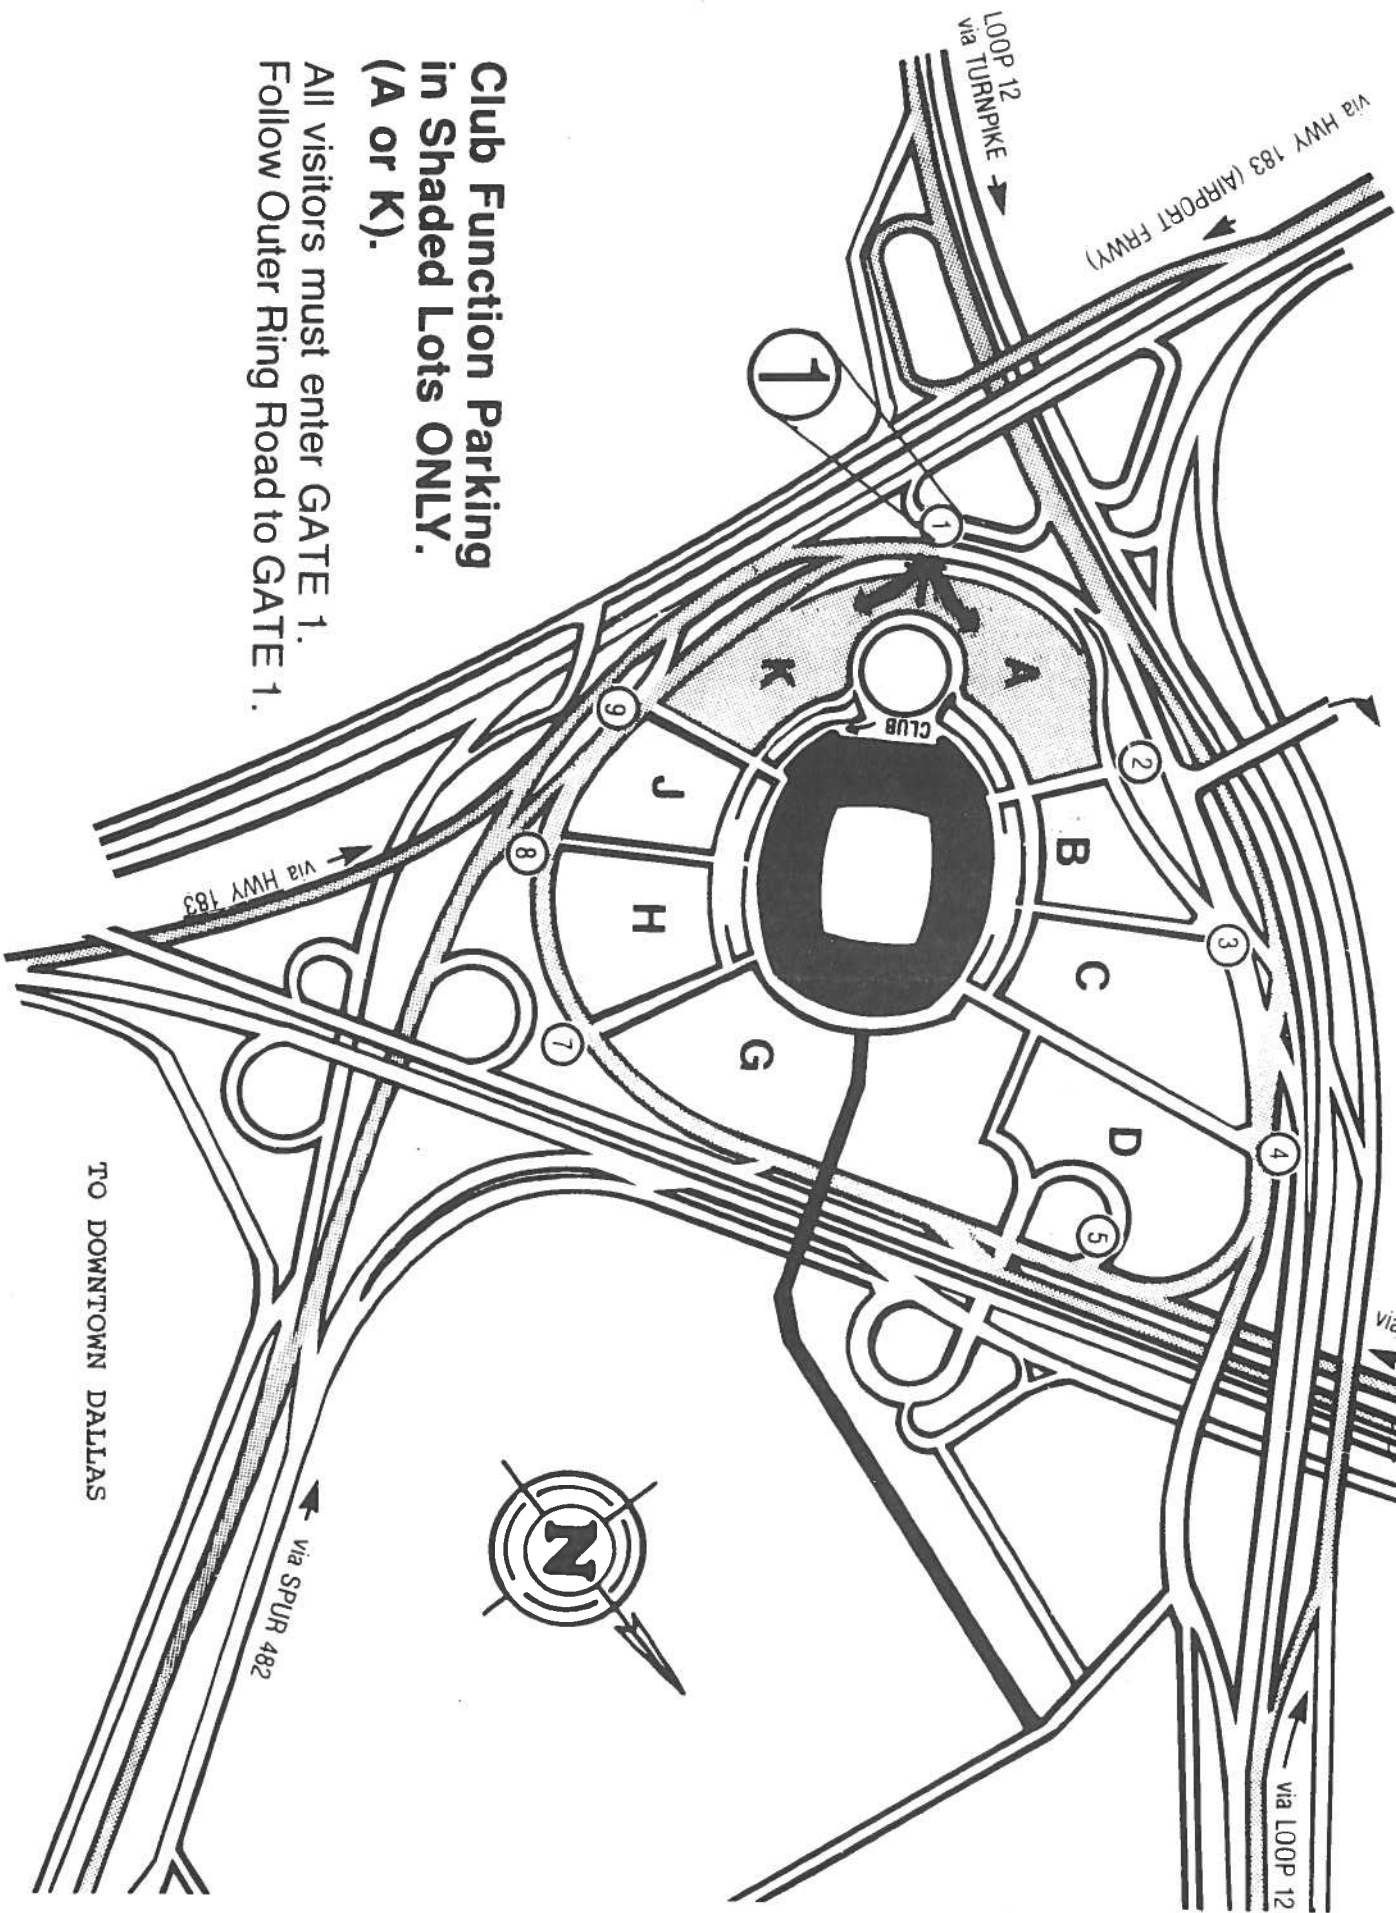 LOOP 12
via TURNPIKE
via HWY 183 (AIRPORT FRWY)
Club Function Parking
in Shaded Lots ONLY.
(A or K).
All visitors must enter GATE 1.
Follow Outer Ring Road to GATE 1.
1
1
A
K
CLUB
2
B
3
C
4
D
5
G
7
H
8
J
9
via HWY 183
via
N
TO DOWNTOWN DALLAS
via SPUR 482
via LOOP 12